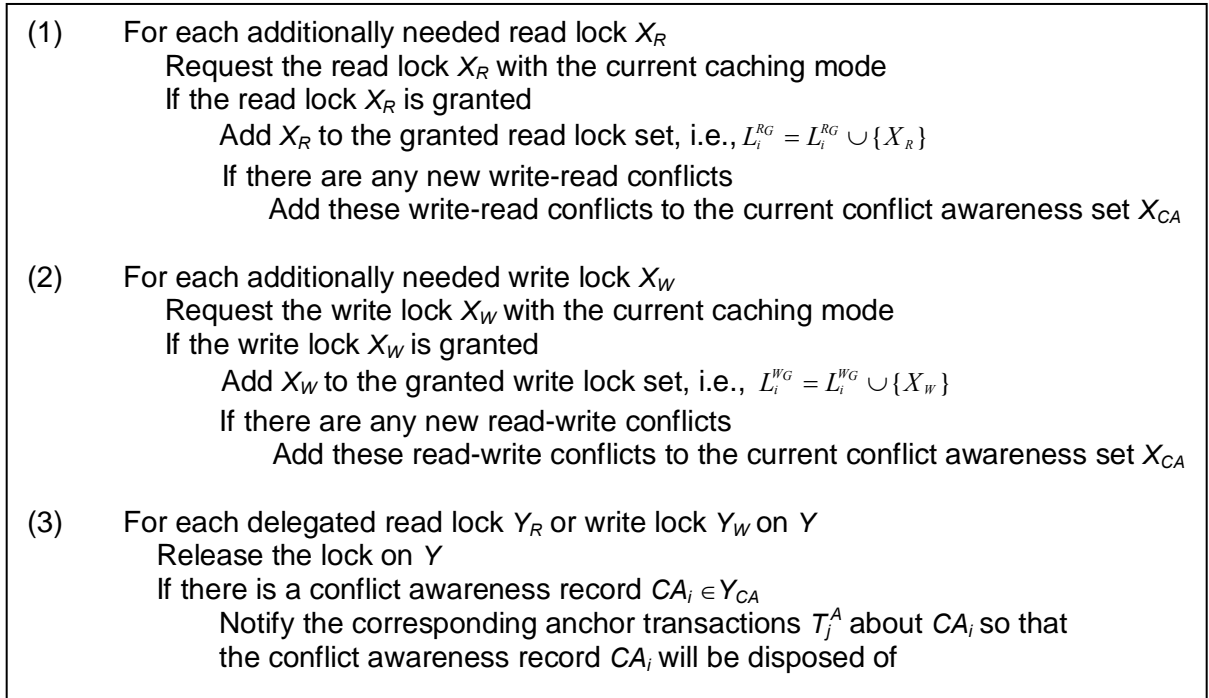 (1) For each additionally needed read lock X_R
Request the read lock X_R with the current caching mode
If the read lock X_R is granted
Add X_R to the granted read lock set, i.e., L_i^{RG} = L_i^{RG} ∪ {X_R}
If there are any new write-read conflicts
Add these write-read conflicts to the current conflict awareness set X_{CA}
(2) For each additionally needed write lock X_W
Request the write lock X_W with the current caching mode
If the write lock X_W is granted
Add X_W to the granted write lock set, i.e., L_i^{WG} = L_i^{WG} ∪ {X_W}
If there are any new read-write conflicts
Add these read-write conflicts to the current conflict awareness set X_{CA}
(3) For each delegated read lock Y_R or write lock Y_W on Y
Release the lock on Y
If there is a conflict awareness record CA_i ∈ Y_{CA}
Notify the corresponding anchor transactions T_j^A about CA_i so that
the conflict awareness record CA_i will be disposed of